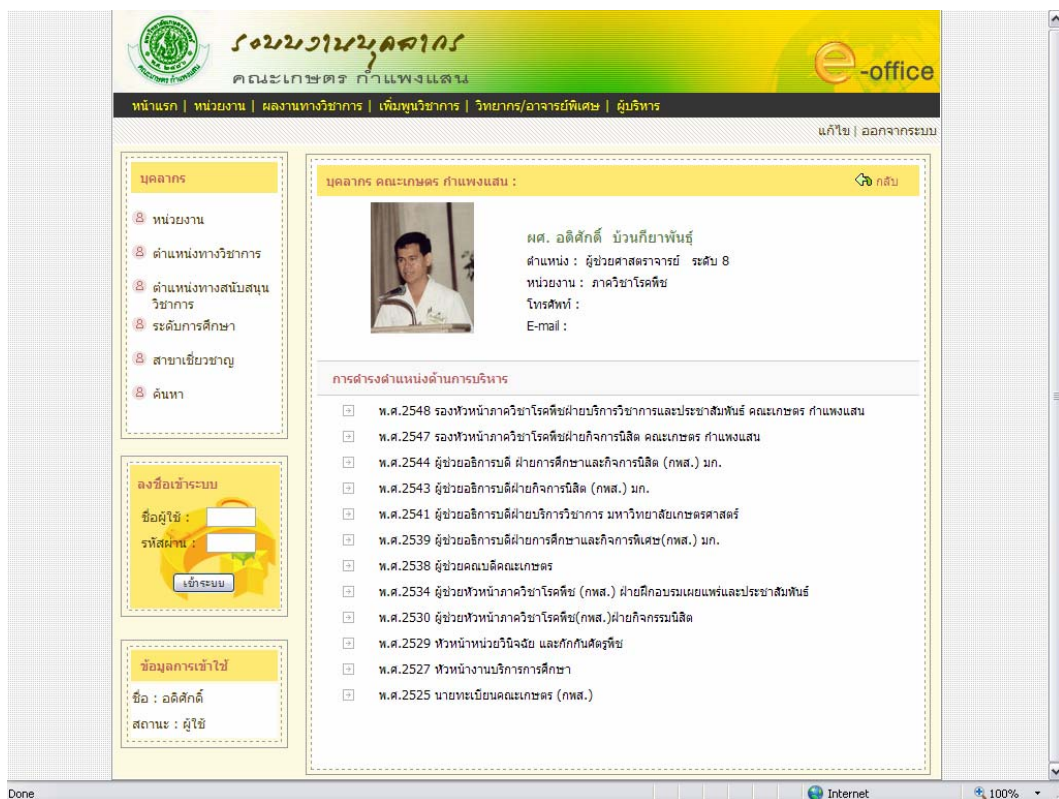 ระบบงานบุคลากร
คณะเกษตร กำแพงแสน
e-office
หน้าแรก | หน่วยงาน | ผลงานทางวิชาการ | เพิ่มพูนวิชาการ | วิทยากร/อาจารย์พิเศษ | ผู้บริหาร
แก้ไข | ออกจากระบบ
บุคลากร
หน่วยงาน
ตำแหน่งทางวิชาการ
ตำแหน่งทางสนับสนุน
วิชาการ
ระดับการศึกษา
สาขาเชี่ยวชาญ
ค้นหา
ลงชื่อเข้าระบบ
ชื่อผู้ใช้ :
รหัสผ่าน :
เข้าระบบ
ข้อมูลการเข้าใช้
ชื่อ : อดิศักดิ์
สถานะ : ผู้ใช้
บุคลากร คณะเกษตร กำแพงแสน :
กลับ
ผศ. อดิศักดิ์ บ้วนกียาพันธุ์
ตำแหน่ง : ผู้ช่วยศาสตราจารย์ ระดับ 8
หน่วยงาน : ภาควิชาโรคพืช
โทรศัพท์ :
E-mail :
การดำรงตำแหน่งด้านการบริหาร
พ.ศ.2548 รองหัวหน้าภาควิชาโรคพืชฝ่ายบริการวิชาการและประชาสัมพันธ์ คณะเกษตร กำแพงแสน
พ.ศ.2547 รองหัวหน้าภาควิชาโรคพืชฝ่ายกิจการนิสิต คณะเกษตร กำแพงแสน
พ.ศ.2544 ผู้ช่วยอธิการบดี ฝ่ายการศึกษาและกิจการนิสิต (กพส.) มก.
พ.ศ.2543 ผู้ช่วยอธิการบดีฝ่ายกิจการนิสิต (กพส.) มก.
พ.ศ.2541 ผู้ช่วยอธิการบดีฝ่ายบริการวิชาการ มหาวิทยาลัยเกษตรศาสตร์
พ.ศ.2539 ผู้ช่วยอธิการบดีฝ่ายการศึกษาและกิจการพิเศษ(กพส.) มก.
พ.ศ.2538 ผู้ช่วยคณบดีคณะเกษตร
พ.ศ.2534 ผู้ช่วยหัวหน้าภาควิชาโรคพืช (กพส.) ฝ่ายฝึกอบรมเผยแพร่และประชาสัมพันธ์
พ.ศ.2530 ผู้ช่วยหัวหน้าภาควิชาโรคพืช(กพส.)ฝ่ายกิจกรรมนิสิต
พ.ศ.2529 หัวหน้าหน่วยวินิจฉัย และกักกันศัตรูพืช
พ.ศ.2527 หัวหน้างานบริการการศึกษา
พ.ศ.2525 นายทะเบียนคณะเกษตร (กพส.)
Done
Internet
100%